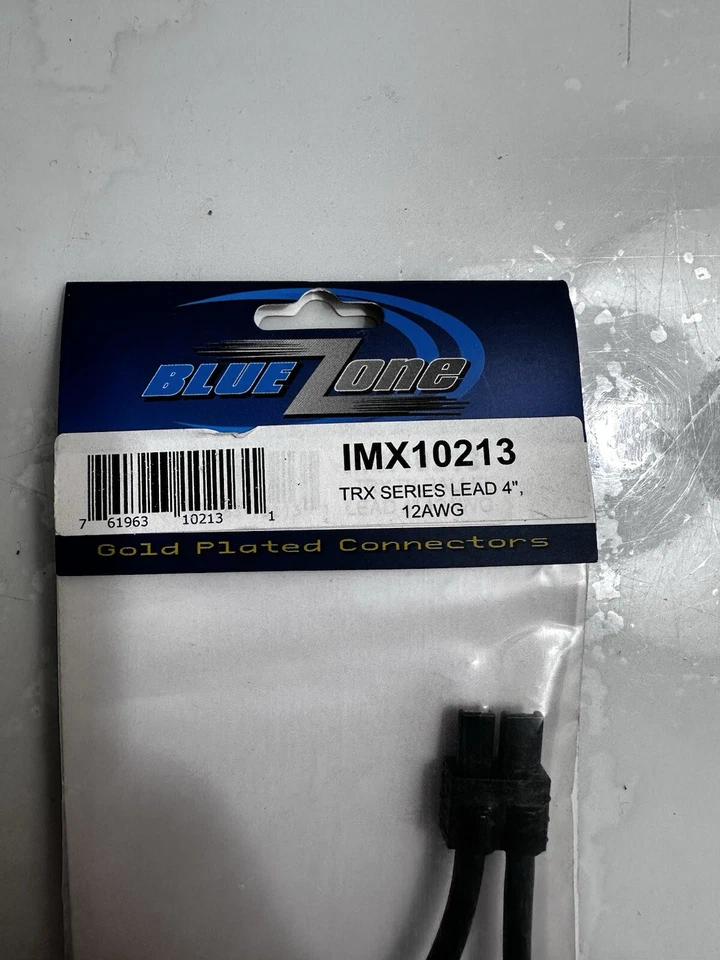 BLUE Zone
IMX10213
TRX SERIES LEAD 4",
12AWG
7 61963 10213 1
Gold Plated Connectors